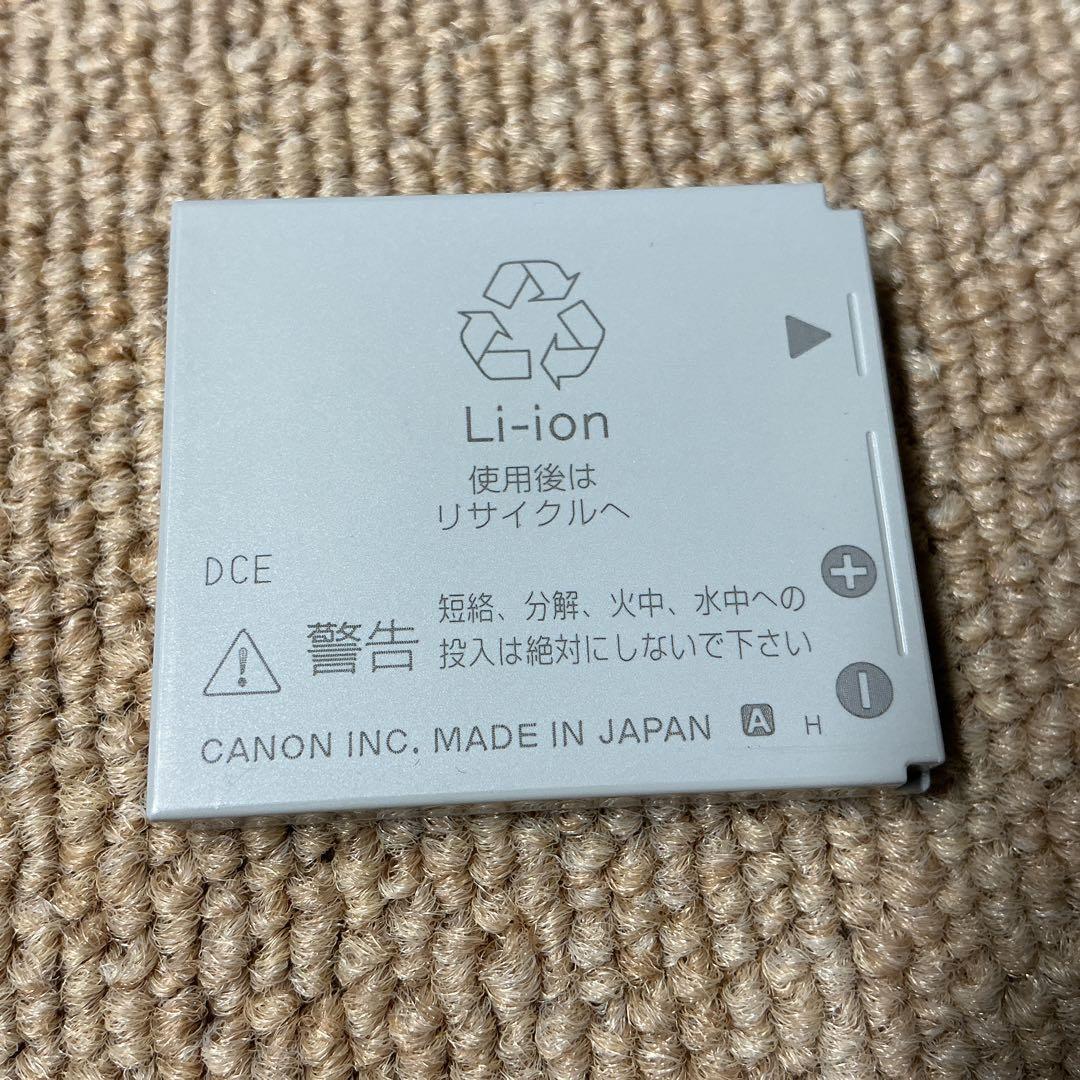 Li-ion
使用後は
リサイクルへ
DCE
警告
短絡、分解、火中、水中への
投入は絶対にしないで下さい
CANON INC. MADE IN JAPAN A H